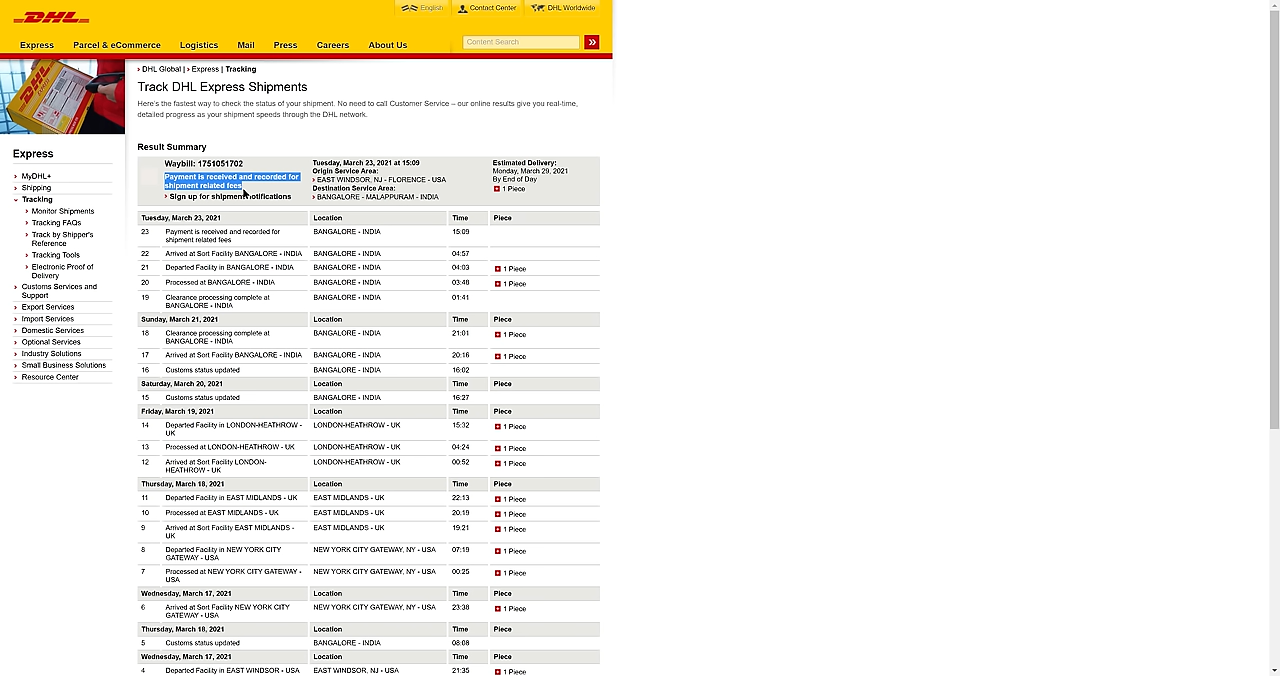 DHL
English Contact Center DHL Worldwide
Express Parcel & eCommerce Logistics Mail Press Careers About Us
Content Search
DHL Global | Express | Tracking
Track DHL Express Shipments
Here's the fastest way to check the status of your shipment. No need to call Customer Service – our online results give you real-time,
detailed progress as your shipment speeds through the DHL network.
Express
MyDHL+
Shipping
Tracking
Monitor Shipments
Tracking FAQs
Track by Shipper's
Reference
Tracking Tools
Electronic Proof of
Delivery
Customs Services and
Support
Export Services
Import Services
Domestic Services
Optional Services
Industry Solutions
Small Business Solutions
Resource Center
Result Summary
Waybill: 1751051702
Payment is received and recorded for
shipment related fees
Sign up for shipment notifications
Tuesday, March 23, 2021 at 15:09
Origin Service Area:
EAST WINDSOR, NJ - FLORENCE - USA
Destination Service Area:
BANGALORE - MALAPPURAM - INDIA
Estimated Delivery:
Monday, March 29, 2021
By End of Day
1 Piece
Tuesday, March 23, 2021 Location Time Piece
23 Payment is received and recorded for BANGALORE - INDIA 15:09
shipment related fees
22 Arrived at Sort Facility BANGALORE - INDIA BANGALORE - INDIA 04:57
21 Departed Facility in BANGALORE - INDIA BANGALORE - INDIA 04:03 1 Piece
20 Processed at BANGALORE - INDIA BANGALORE - INDIA 03:48 1 Piece
19 Clearance processing complete at BANGALORE - INDIA 01:41
BANGALORE - INDIA
Sunday, March 21, 2021 Location Time Piece
18 Clearance processing complete at BANGALORE - INDIA 21:01 1 Piece
BANGALORE - INDIA
17 Arrived at Sort Facility BANGALORE - INDIA BANGALORE - INDIA 20:16 1 Piece
16 Customs status updated BANGALORE - INDIA 16:02
Saturday, March 20, 2021 Location Time Piece
15 Customs status updated BANGALORE - INDIA 16:27
Friday, March 19, 2021 Location Time Piece
14 Departed Facility in LONDON-HEATHROW - LONDON-HEATHROW - UK 15:32 1 Piece
UK
13 Processed at LONDON-HEATHROW - UK LONDON-HEATHROW - UK 04:24 1 Piece
12 Arrived at Sort Facility LONDON- LONDON-HEATHROW - UK 00:52 1 Piece
HEATHROW - UK
Thursday, March 18, 2021 Location Time Piece
11 Departed Facility in EAST MIDLANDS - UK EAST MIDLANDS - UK 22:13 1 Piece
10 Processed at EAST MIDLANDS - UK EAST MIDLANDS - UK 20:19 1 Piece
9 Arrived at Sort Facility EAST MIDLANDS - EAST MIDLANDS - UK 19:21 1 Piece
UK
8 Departed Facility in NEW YORK CITY NEW YORK CITY GATEWAY, NY - USA 07:19 1 Piece
GATEWAY - USA
7 Processed at NEW YORK CITY GATEWAY - NEW YORK CITY GATEWAY, NY - USA 00:25 1 Piece
USA
Wednesday, March 17, 2021 Location Time Piece
6 Arrived at Sort Facility NEW YORK CITY NEW YORK CITY GATEWAY, NY - USA 23:38 1 Piece
GATEWAY - USA
Thursday, March 18, 2021 Location Time Piece
5 Customs status updated BANGALORE - INDIA 08:08
Wednesday, March 17, 2021 Location Time Piece
4 Departed Facility in EAST WINDSOR - USA EAST WINDSOR, NJ - USA 21:35 1 Piece